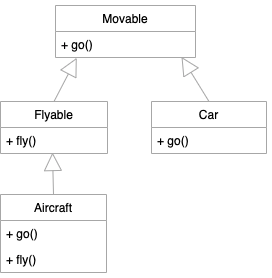 Movable
+ go()
Flyable
+ fly()
Car
+ go()
Aircraft
+ go()
+ fly()